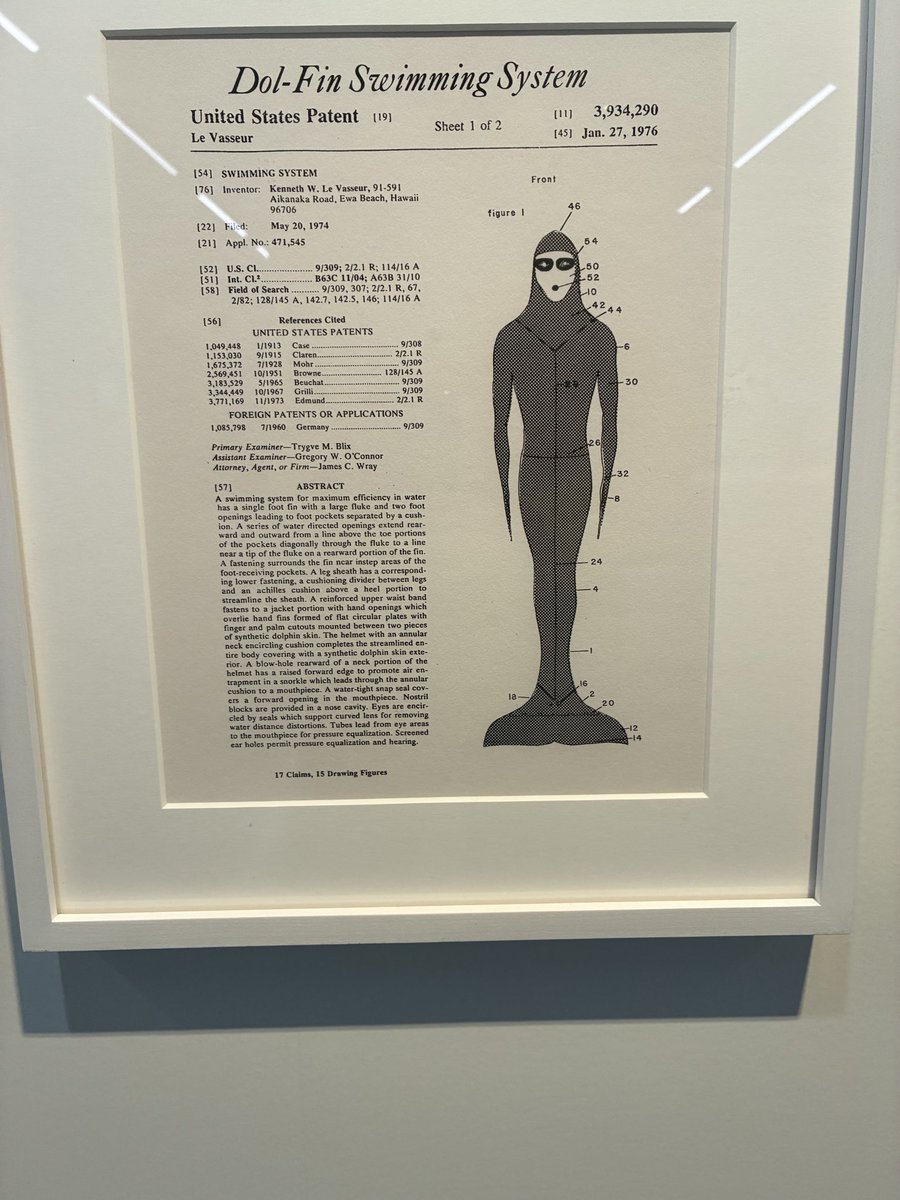 Dol-Fin Swimming System
United States Patent [19]
Le Vasseur
Sheet 1 of 2
[11] 3,934,290
[45] Jan. 27, 1976
[54] SWIMMING SYSTEM
[76] Inventor: Kenneth W. Le Vasseur, 91-591
Aikanaka Road, Ewa Beach, Hawaii
96706
[22] Filed: May 20, 1974
[21] Appl. No.: 471,545
[52] U.S. Cl..................... 9/309; 2/2.1 R; 114/16 A
[51] Int. Cl.²................... B63C 11/04; A63B 31/10
[58] Field of Search .......... 9/309, 307; 2/2.1 R, 67,
2/82; 128/145 A, 142.7, 142.5, 146; 114/16 A
[56] References Cited
UNITED STATES PATENTS
1,049,448 1/1913 Case .................................... 9/308
1,153,030 9/1915 Claren................................. 2/2.1 R
1,675,372 7/1928 Mohr .................................... 9/309
2,569,451 10/1951 Browne.......................... 128/145 A
3,183,529 5/1965 Beuchat................................ 9/309
3,344,449 10/1967 Grilli.................................... 9/309
3,771,169 11/1973 Edmund.............................. 2/2.1 R
FOREIGN PATENTS OR APPLICATIONS
1,085,798 7/1960 Germany ............................... 9/309
Primary Examiner—Trygve M. Blix
Assistant Examiner—Gregory W. O'Connor
Attorney, Agent, or Firm—James C. Wray
[57] ABSTRACT
A swimming system for maximum efficiency in water
has a single foot fin with a large fluke and two foot
openings leading to foot pockets separated by a cush-
ion. A series of water directed openings extend rear-
ward and outward from a line above the toe portions
of the pockets diagonally through the fluke to a line
near a tip of the fluke on a rearward portion of the fin.
A fastening surrounds the fin near instep areas of the
foot-receiving pockets. A leg sheath has a correspond-
ing lower fastening, a cushioning divider between legs
and an achilles cushion above a heel portion to
streamline the sheath. A reinforced upper waist band
fastens to a jacket portion with hand openings which
overlie hand fins formed of flat circular plates with
finger and palm cutouts mounted between two pieces
of synthetic dolphin skin. The helmet with an annular
neck encircling cushion completes the streamlined en-
tire body covering with a synthetic dolphin skin exte-
rior. A blow-hole rearward of a neck portion of the
helmet has a raised forward edge to promote air en-
trapment in a snorkle which leads through the annular
cushion to a mouthpiece. A water-tight snap seal cov-
ers a forward opening in the mouthpiece. Nostril
blocks are provided in a nose cavity. Eyes are encir-
cled by seals which support curved lens for removing
water distance distortions. Tubes lead from eye areas
to the mouthpiece for pressure equalization. Screened
ear holes permit pressure equalization and hearing.
17 Claims, 15 Drawing Figures
Front
figure 1
46
54
50
52
10
42
44
6
30
26
32
8
24
4
1
16
18
2
20
12
14